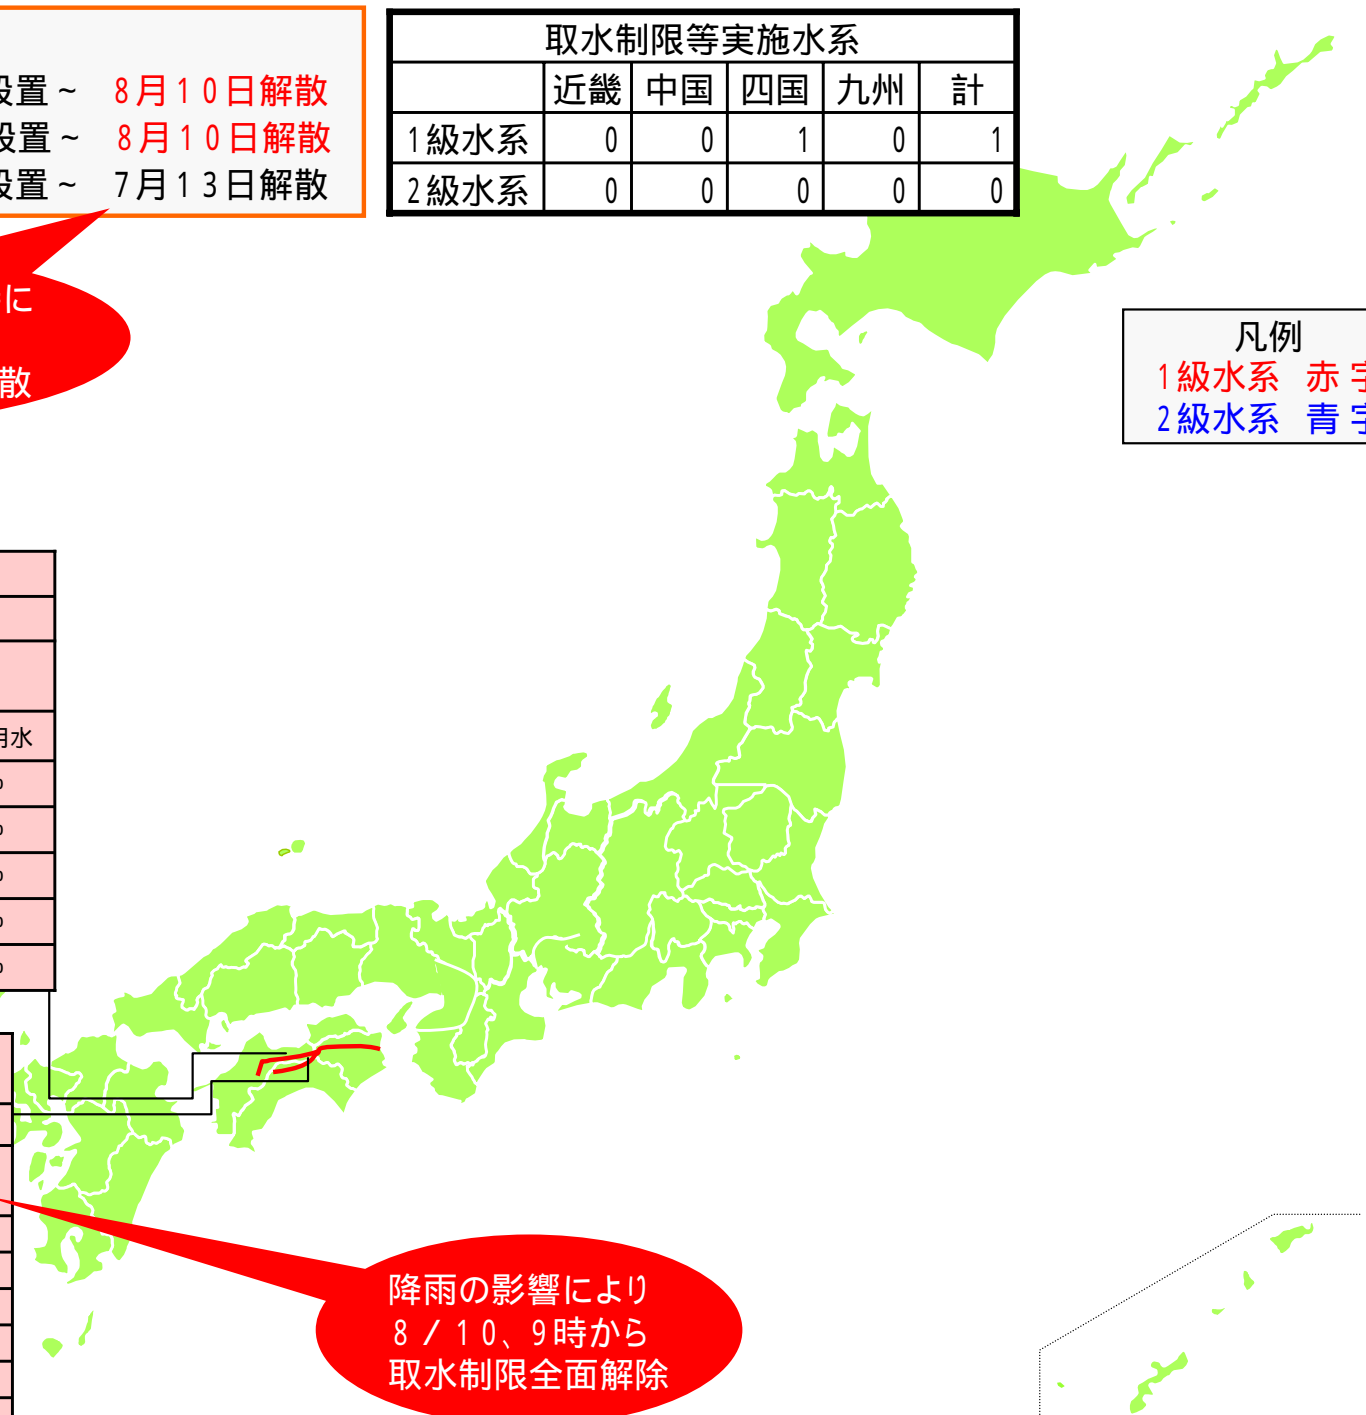 設置～ 8月10日解散
設置～ 8月10日解散
設置～ 7月13日解散
に
散
取水制限等実施水系
近畿 中国 四国 九州 計
1級水系 0 0 1 0 1
2級水系 0 0 0 0 0
凡例
1級水系 赤字
2級水系 青字
用水
降雨の影響により
8／10、9時から
取水制限全面解除